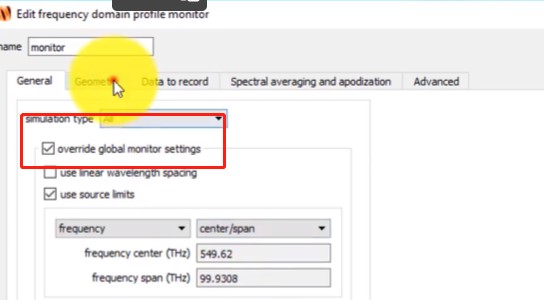 Edit frequency domain profile monitor
name monitor
General Geometry Data to record Spectral averaging and apodization Advanced
simulation type All
override global monitor settings
use linear wavelength spacing
use source limits
frequency center/span
frequency center (THz) 549.62
frequency span (THz) 99.9308